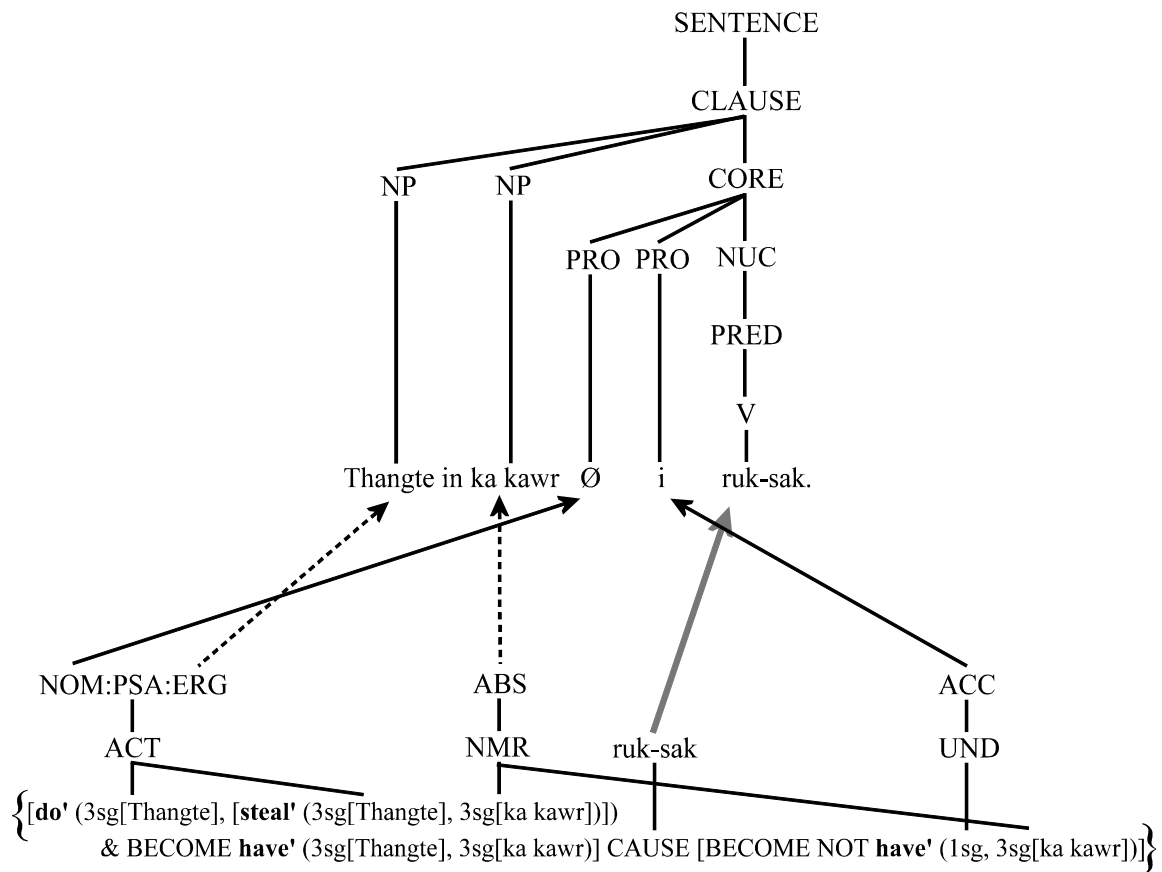 SENTENCE
CLAUSE
NP NP CORE
PRO PRO NUC
PRED
V
Thangte in ka kawr Ø i ruk-sak.
NOM:PSA:ERG ABS ACC
ACT NMR ruk-sak UND
{[do' (3sg[Thangte], [steal' (3sg[Thangte], 3sg[ka kawr])])
& BECOME have' (3sg[Thangte], 3sg[ka kawr)] CAUSE [BECOME NOT have' (1sg, 3sg[ka kawr])]}